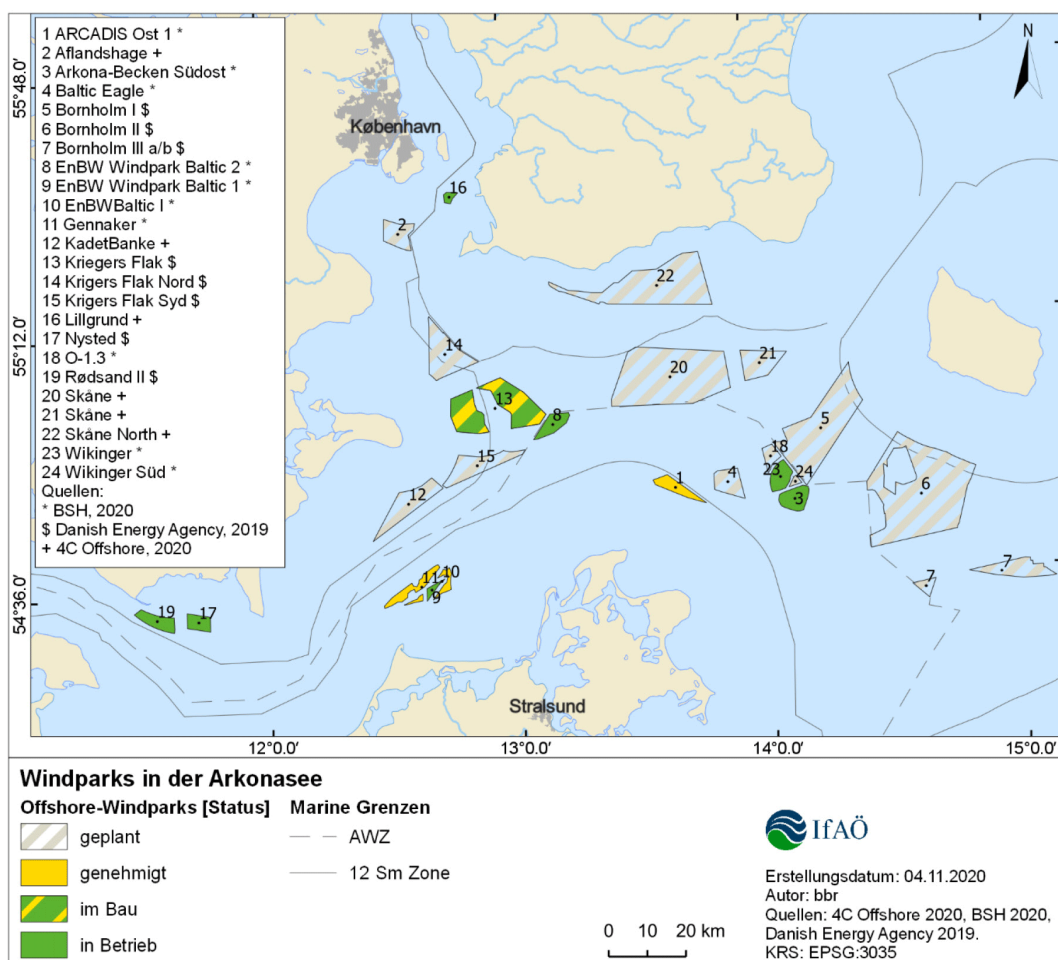 1 ARCADIS Ost 1 *
2 Aflandshage +
3 Arkona-Becken Südost *
4 Baltic Eagle *
5 Bornholm I $
6 Bornholm II $
7 Bornholm III a/b $
8 EnBW Windpark Baltic 2 *
9 EnBW Windpark Baltic 1 *
10 EnBWBaltic I *
11 Gennaker *
12 KadetBanke +
13 Kriegers Flak $
14 Krigers Flak Nord $
15 Krigers Flak Syd $
16 Lillgrund +
17 Nysted $
18 O-1.3 *
19 Rødsand II $
20 Skåne +
21 Skåne +
22 Skåne North +
23 Wikinger *
24 Wikinger Süd *
Quellen:
* BSH, 2020
$ Danish Energy Agency, 2019
+ 4C Offshore, 2020
N
55°48.0'
55°12.0'
54°36.0'
København
16
2
22
14
21
20
13
8
5
15
18
23
24
4
1
3
6
12
11
10
9
7
7
19
17
Stralsund
12°0.0'
13°0.0'
14°0.0'
15°0.0'
Windparks in der Arkonasee
Offshore-Windparks [Status]
geplant
genehmigt
im Bau
in Betrieb
Marine Grenzen
AWZ
12 Sm Zone
0 10 20 km
IfAÖ
Erstellungsdatum: 04.11.2020
Autor: bbr
Quellen: 4C Offshore 2020, BSH 2020,
Danish Energy Agency 2019.
KRS: EPSG:3035